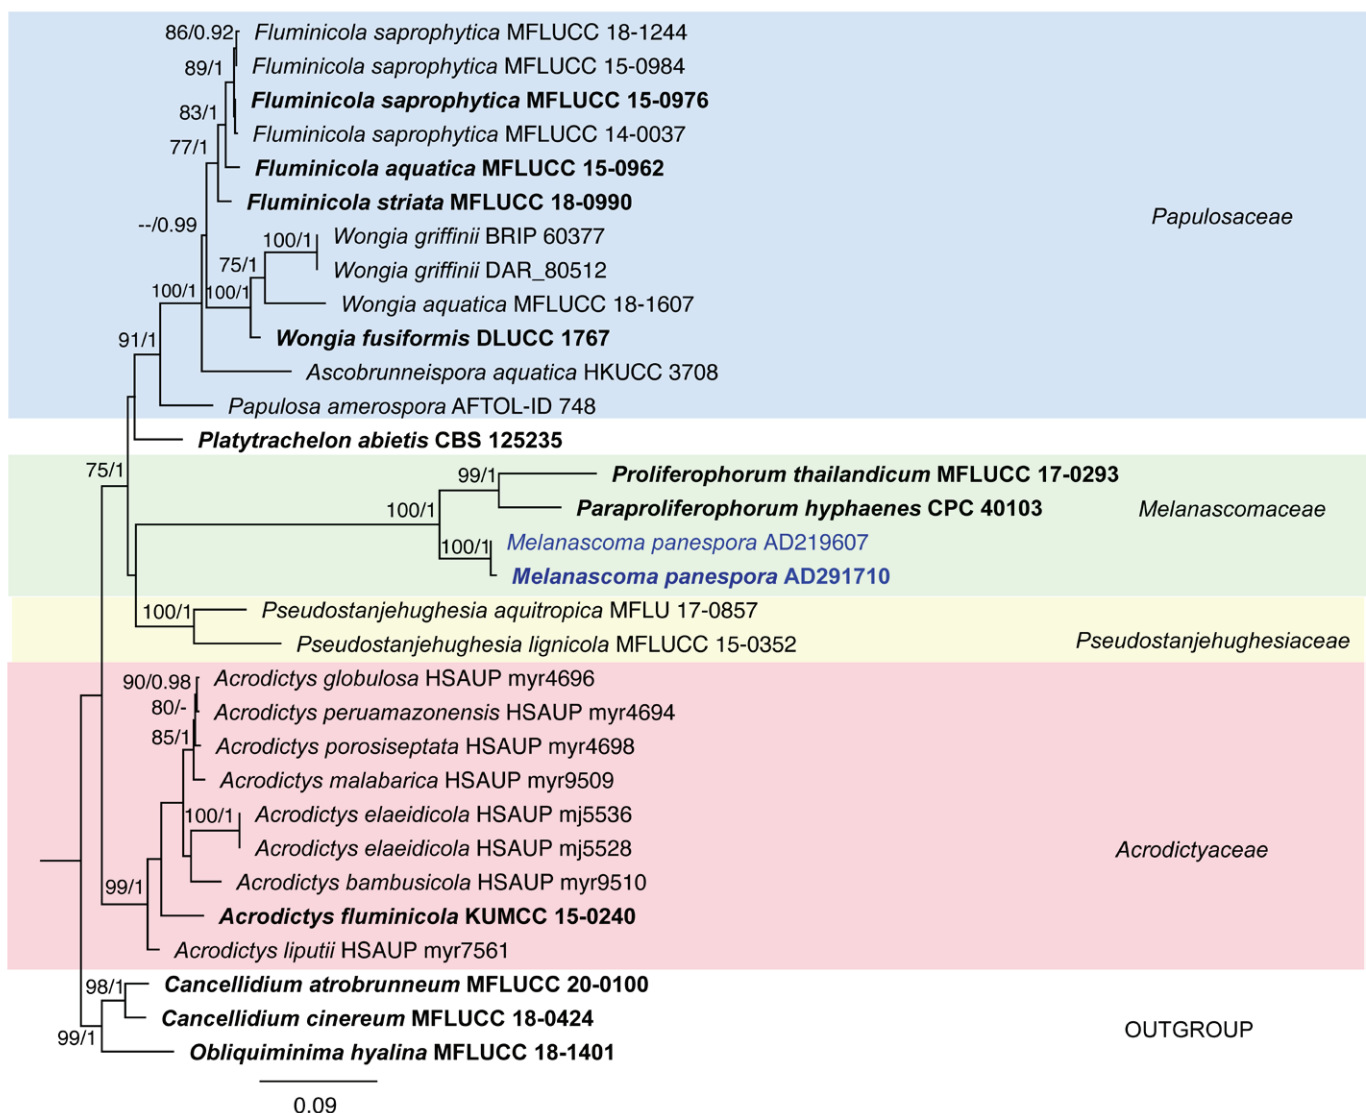 86/0.92
Fluminicola saprophytica MFLUCC 18-1244
89/1
Fluminicola saprophytica MFLUCC 15-0984
Fluminicola saprophytica MFLUCC 15-0976
83/1
Fluminicola saprophytica MFLUCC 14-0037
77/1
Fluminicola aquatica MFLUCC 15-0962
Fluminicola striata MFLUCC 18-0990
Papulosaceae
--/0.99
Wongia griffinii BRIP 60377
100/1
75/1
Wongia griffinii DAR_80512
100/1
100/1
Wongia aquatica MFLUCC 18-1607
91/1
Wongia fusiformis DLUCC 1767
Ascobrunneispora aquatica HKUCC 3708
Papulosa amerospora AFTOL-ID 748
Platytrachelon abietis CBS 125235
75/1
99/1
Proliferophorum thailandicum MFLUCC 17-0293
100/1
Paraproliferophorum hyphaenes CPC 40103
Melanascomaceae
100/1
Melanascoma panespora AD219607
Melanascoma panespora AD291710
100/1
Pseudostanjehughesia aquitropica MFLU 17-0857
Pseudostanjehughesia lignicola MFLUCC 15-0352
Pseudostanjehughesiaceae
90/0.98
Acrodictys globulosa HSAUP myr4696
80/-
Acrodictys peruamazonensis HSAUP myr4694
85/1
Acrodictys porosiseptata HSAUP myr4698
Acrodictys malabarica HSAUP myr9509
100/1
Acrodictys elaeidicola HSAUP mj5536
Acrodictys elaeidicola HSAUP mj5528
Acrodictyaceae
99/1
Acrodictys bambusicola HSAUP myr9510
Acrodictys fluminicola KUMCC 15-0240
Acrodictys liputii HSAUP myr7561
98/1
Cancellidium atrobrunneum MFLUCC 20-0100
Cancellidium cinereum MFLUCC 18-0424
OUTGROUP
99/1
Obliquiminima hyalina MFLUCC 18-1401
0.09